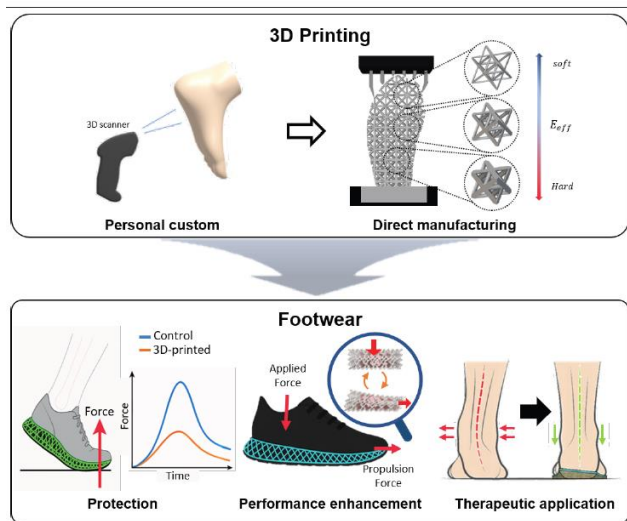 3D Printing
3D scanner
soft
E_eff
Hard
Personal custom
Direct manufacturing
Footwear
Control
3D-printed
Force
Force
Time
Applied
Force
Propulsion
Force
Protection
Performance enhancement
Therapeutic application